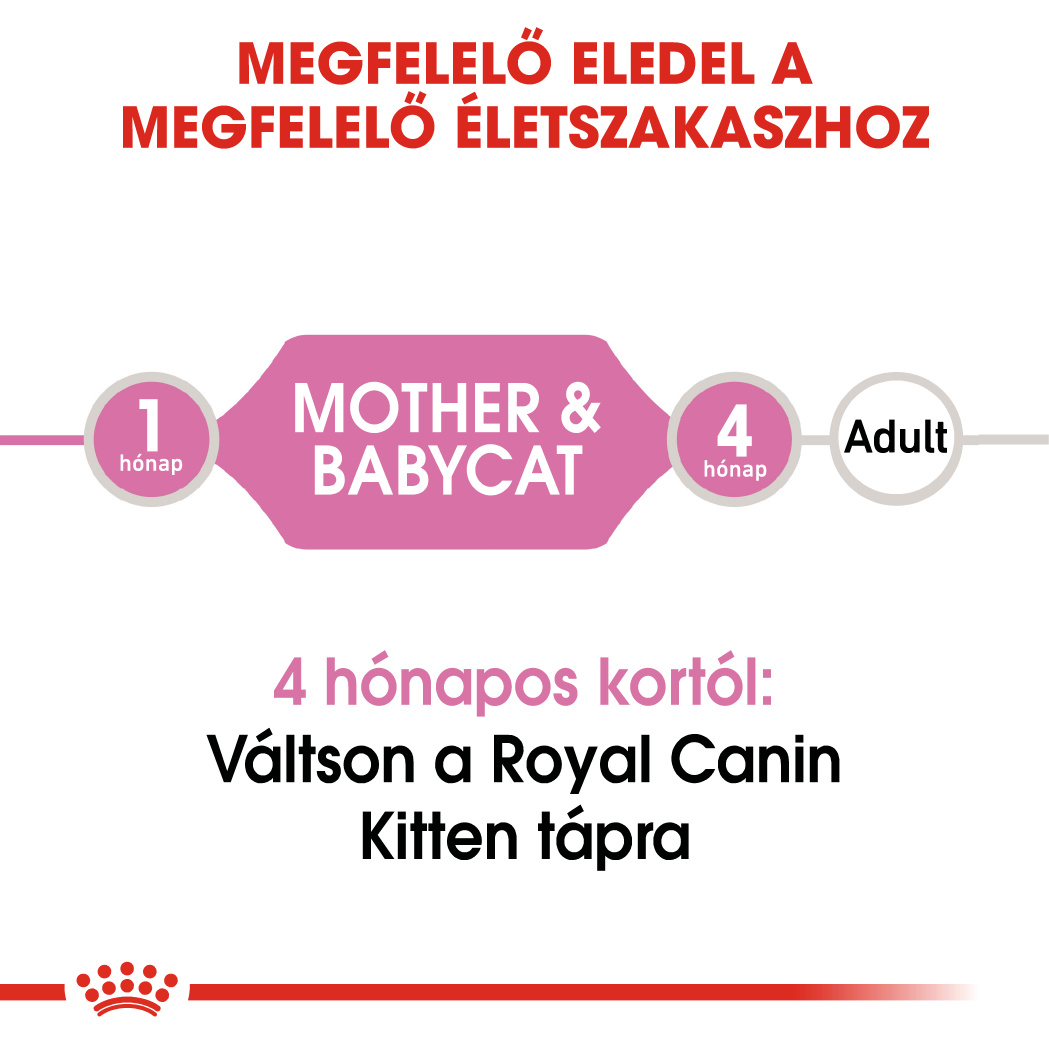 MEGFELELŐ ELEDEL A
MEGFELELŐ ÉLETSZAKASZHOZ
1
hónap
MOTHER &
BABYCAT
4
hónap
Adult
4 hónapos kortól:
Váltson a Royal Canin
Kitten tápra